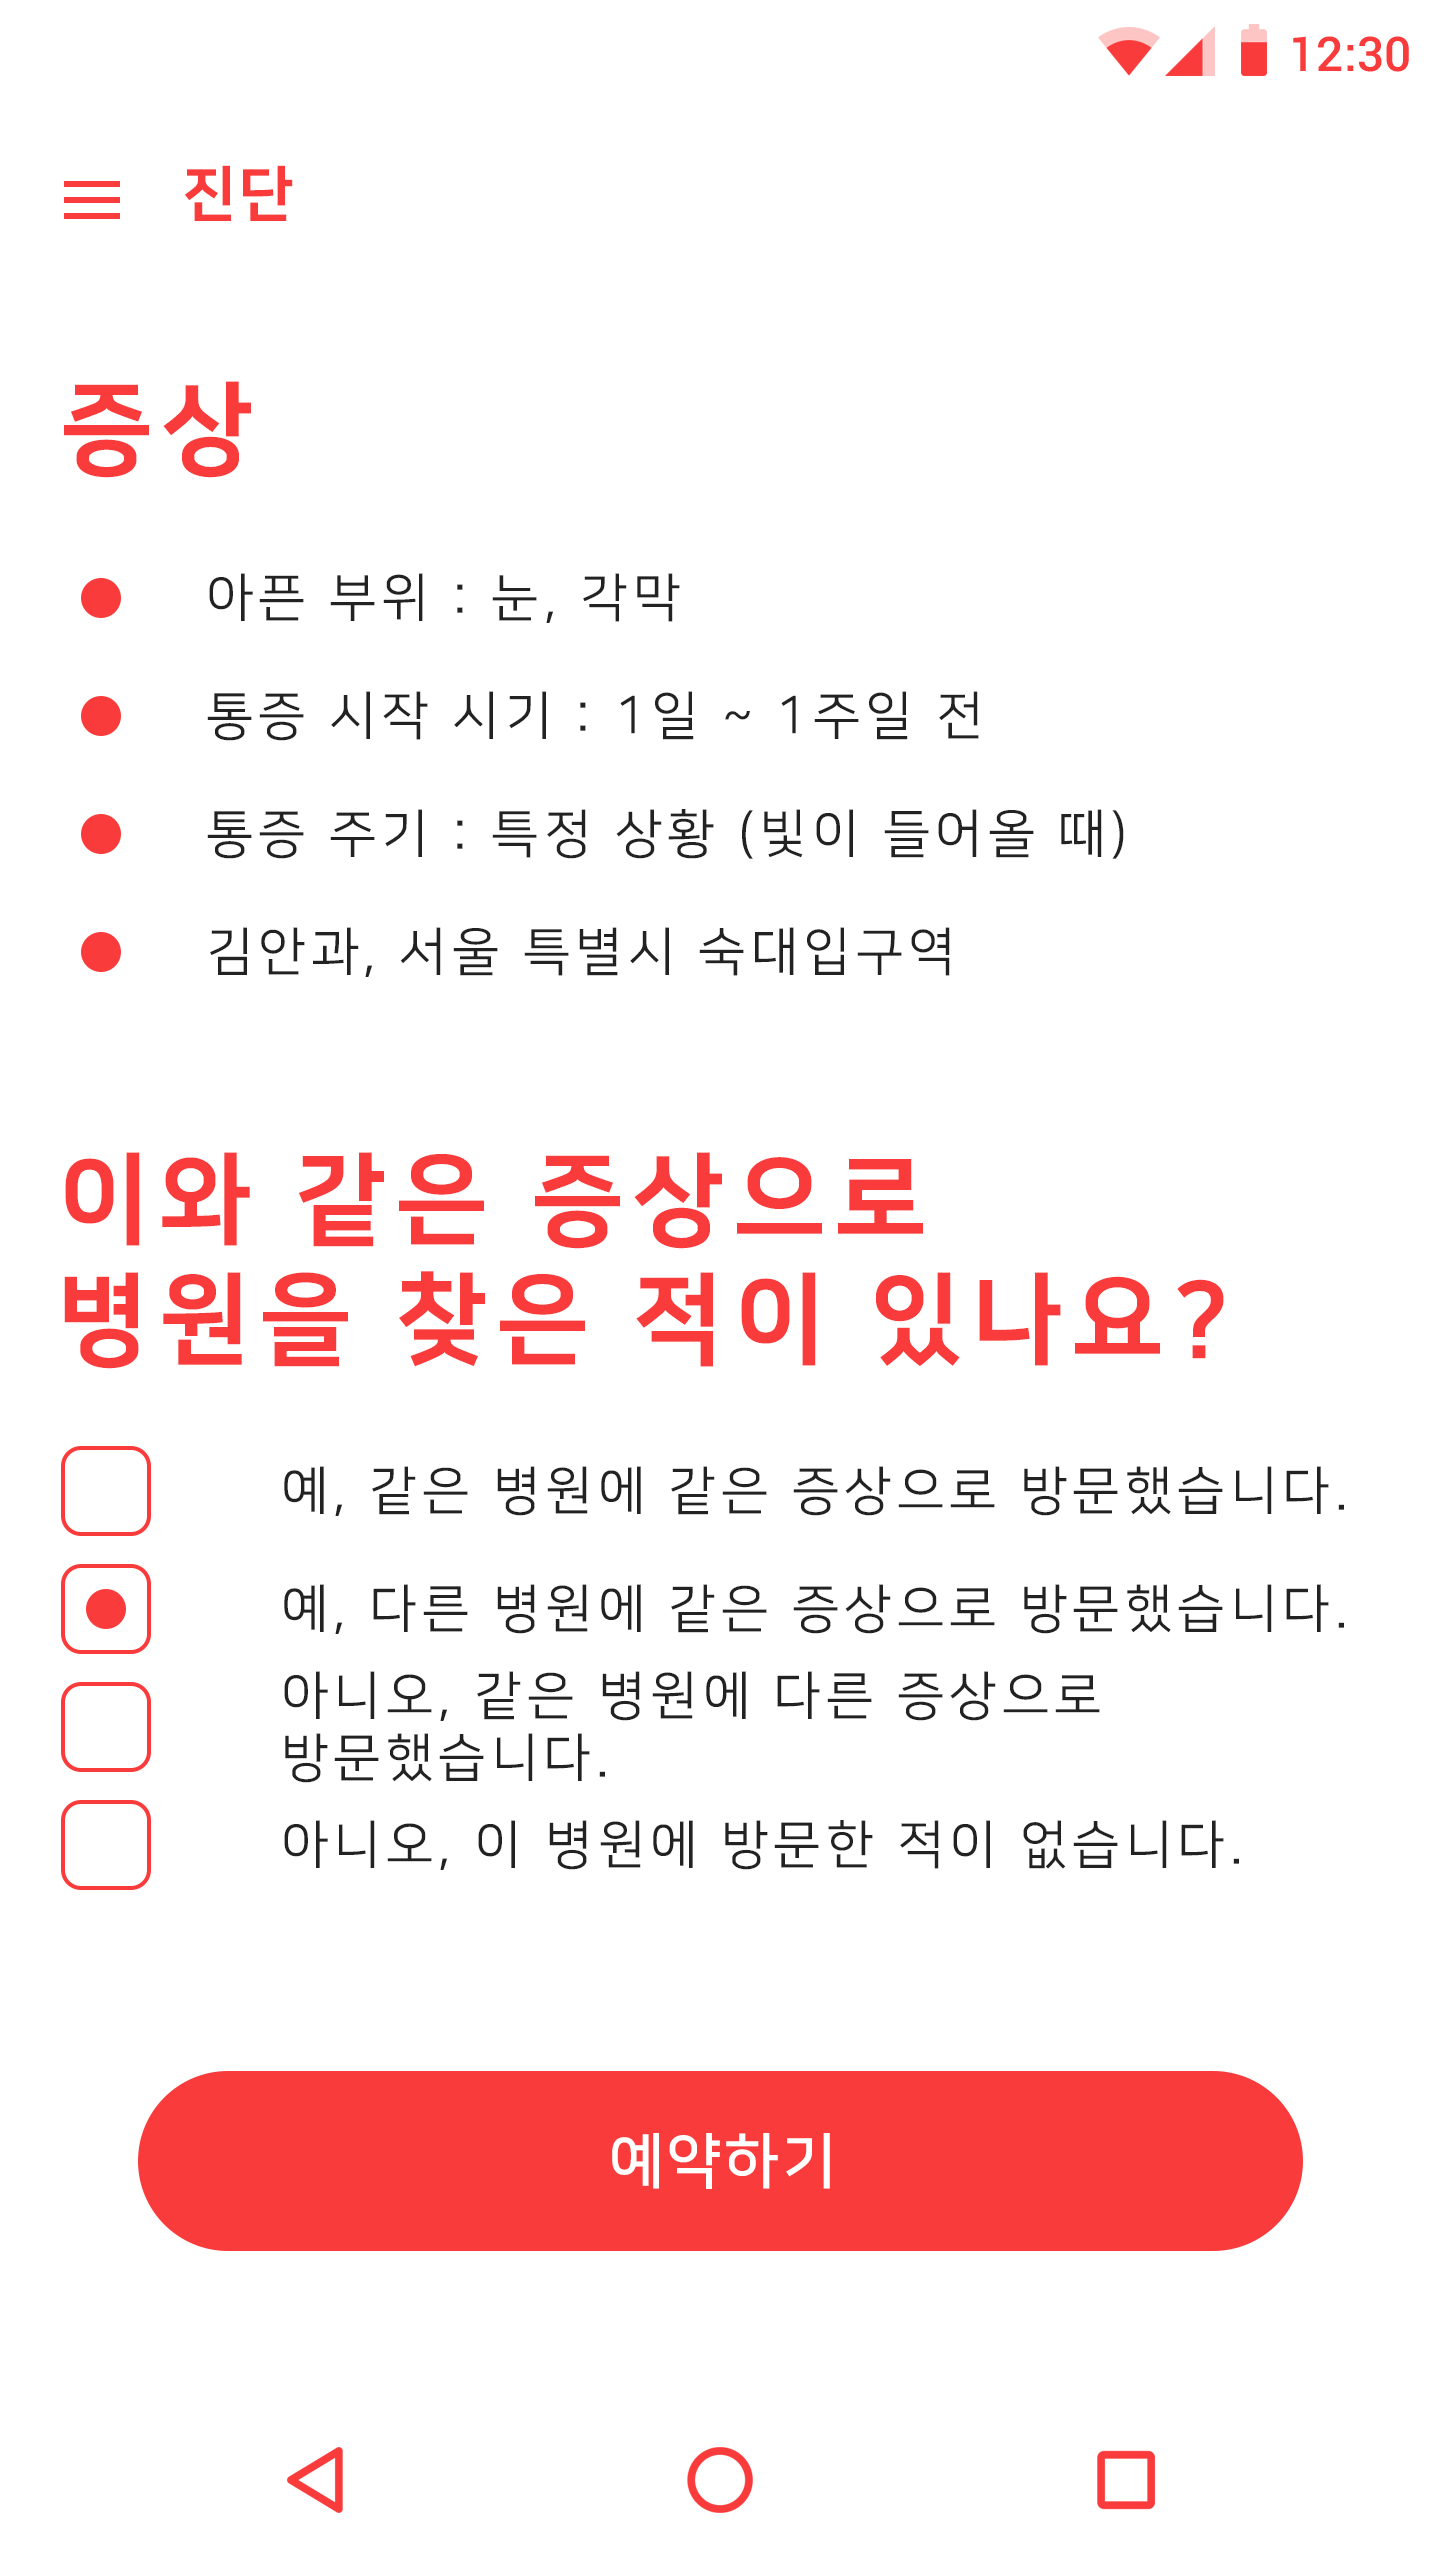 12:30
진단
증상
아픈 부위 : 눈, 각막
통증 시작 시기 : 1일 ~ 1주일 전
통증 주기 : 특정 상황 (빛이 들어올 때)
김안과, 서울 특별시 숙대입구역
이와 같은 증상으로
병원을 찾은 적이 있나요?
예, 같은 병원에 같은 증상으로 방문했습니다.
예, 다른 병원에 같은 증상으로 방문했습니다.
아니오, 같은 병원에 다른 증상으로
방문했습니다.
아니오, 이 병원에 방문한 적이 없습니다.
예약하기